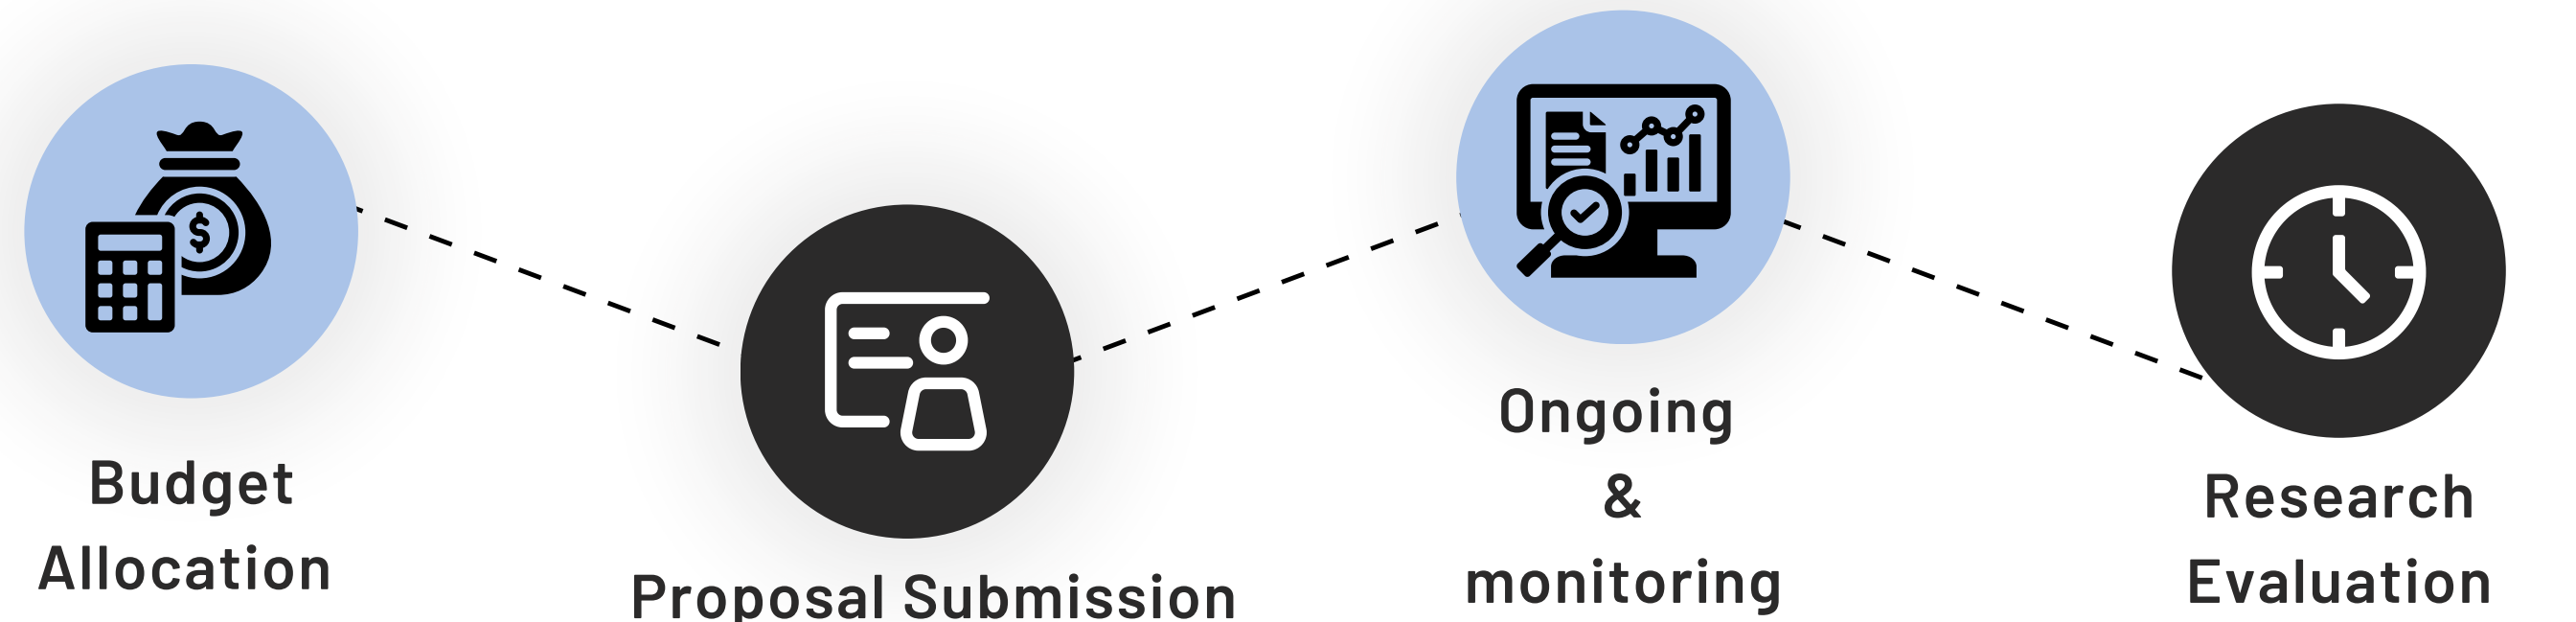 Budget
Allocation
Proposal Submission
Ongoing
&
monitoring
Research
Evaluation
$